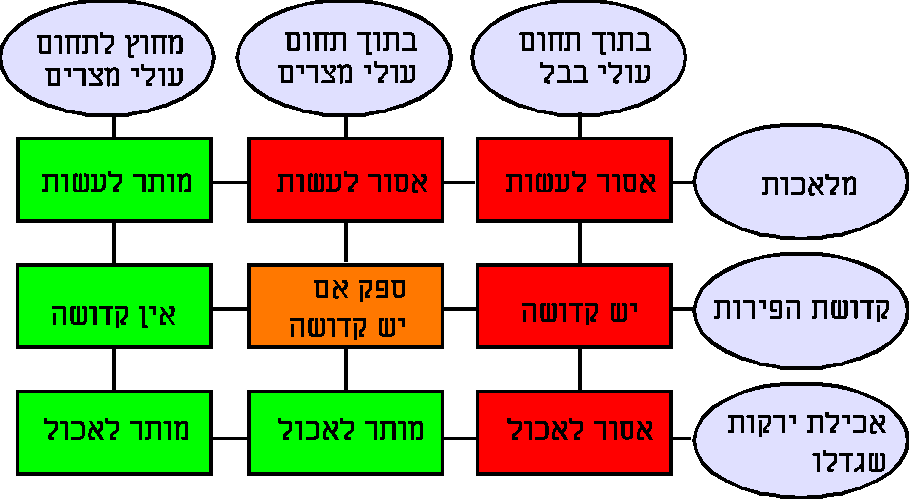 בתוך תחום
עולי בבל
בתוך תחום
עולי מצרים
מחוץ לתחום
עולי מצרים
מלאכות
אסור לעשות
אסור לעשות
מותר לעשות
קדושת הפירות
יש קדושה
ספק אם
יש קדושה
אין קדושה
אכילת ירקות
שגדלו
אסור לאכול
מותר לאכול
מותר לאכול